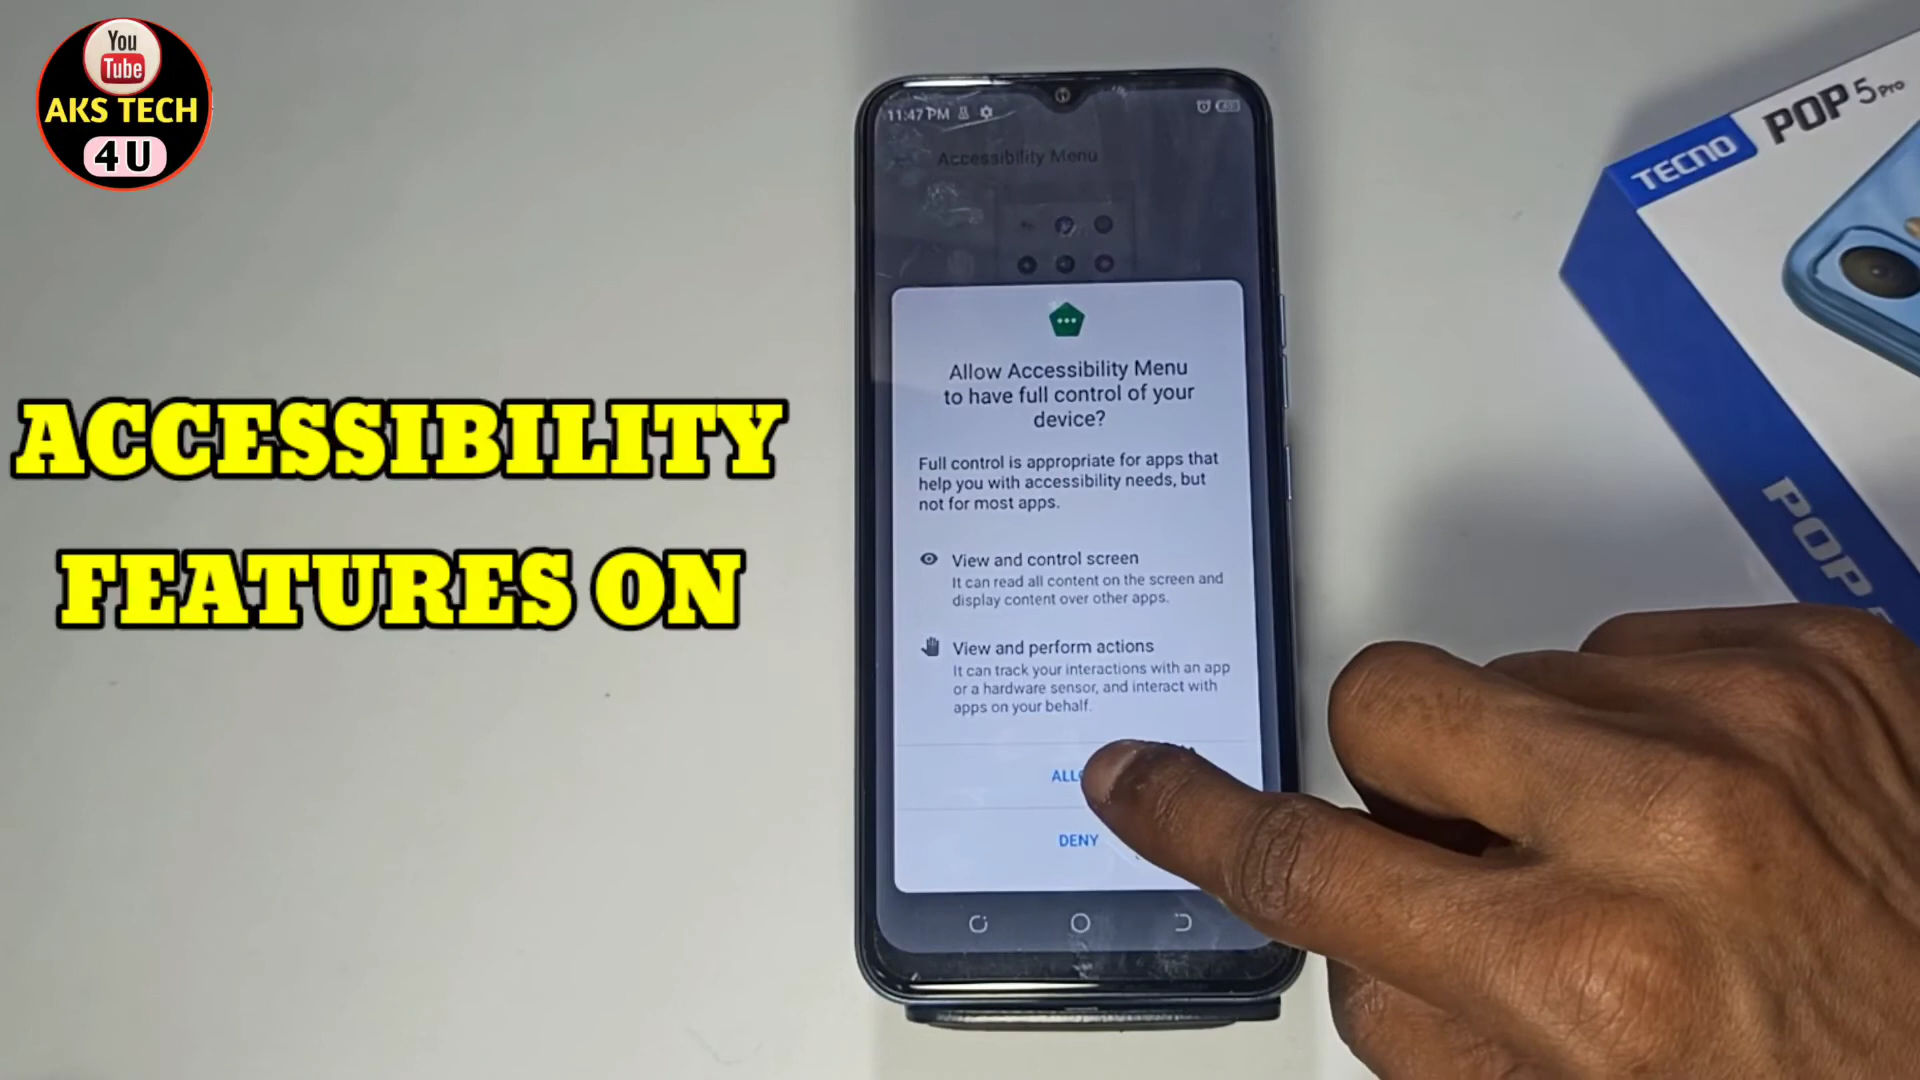 You
Tube
AKS TECH
4U
ACCESSIBILITY
FEATURES ON
11:47 PM
Accessibility Menu
Allow Accessibility Menu
to have full control of your
device?
Full control is appropriate for apps that
help you with accessibility needs, but
not for most apps.
View and control screen
It can read all content on the screen and
display content over other apps.
View and perform actions
It can track your interactions with an app
or a hardware sensor, and interact with
apps on your behalf.
DENY
TECNO POP 5 Pro
POP